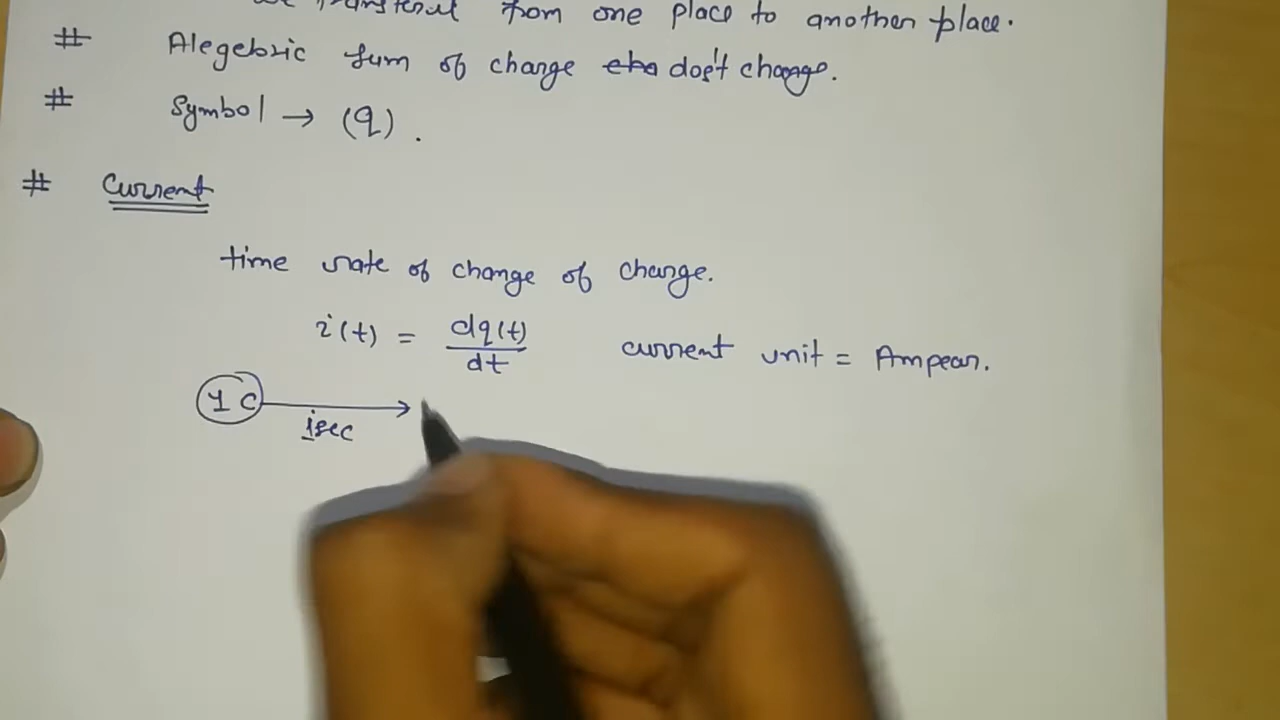 from one place to another place.
# Alegebric sum of charge does't change.
# Symbol → (q).
# Current
time rate of change of charge.
i(t) = dq(t)/dt current unit = Ampear.
1 C → 1sec